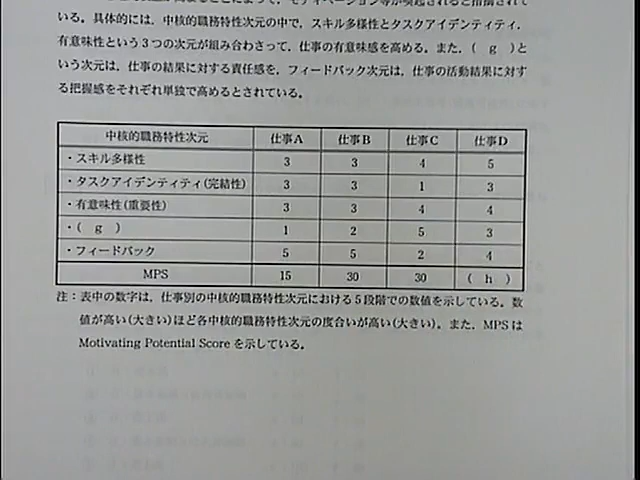 いる。具体的には、中核的職務特性次元の中で、スキル多様性とタスクアイデンティティ、
有意味性という3つの次元が組み合わさって、仕事の有意味感を高める。また、( g )と
いう次元は、仕事の結果に対する責任感を、フィードバック次元は、仕事の活動結果に対す
る把握感をそれぞれ単独で高めるとされている。
中核的職務特性次元 仕事A 仕事B 仕事C 仕事D
・スキル多様性 3 3 4 5
・タスクアイデンティティ(完結性) 3 3 1 3
・有意味性(重要性) 3 3 4 4
・( g ) 1 2 5 3
・フィードバック 5 5 2 4
MPS 15 30 30 ( h )
注：表中の数字は、仕事別の中核的職務特性次元における5段階での数値を示している。数
値が高い(大きい)ほど各中核的職務特性次元の度合いが高い(大きい)。また、MPSは
Motivating Potential Scoreを示している。